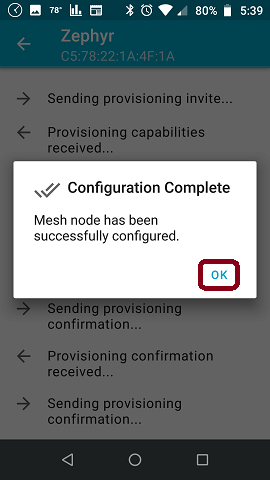 78°
80%
5:39
Zephyr
C5:78:22:1A:4F:1A
Sending provisioning invite...
Provisioning capabilities
received...
Configuration Complete
Mesh node has been
successfully configured.
OK
Sending provisioning
confirmation...
Provisioning confirmation
received...
Sending provisioning
confirmation...